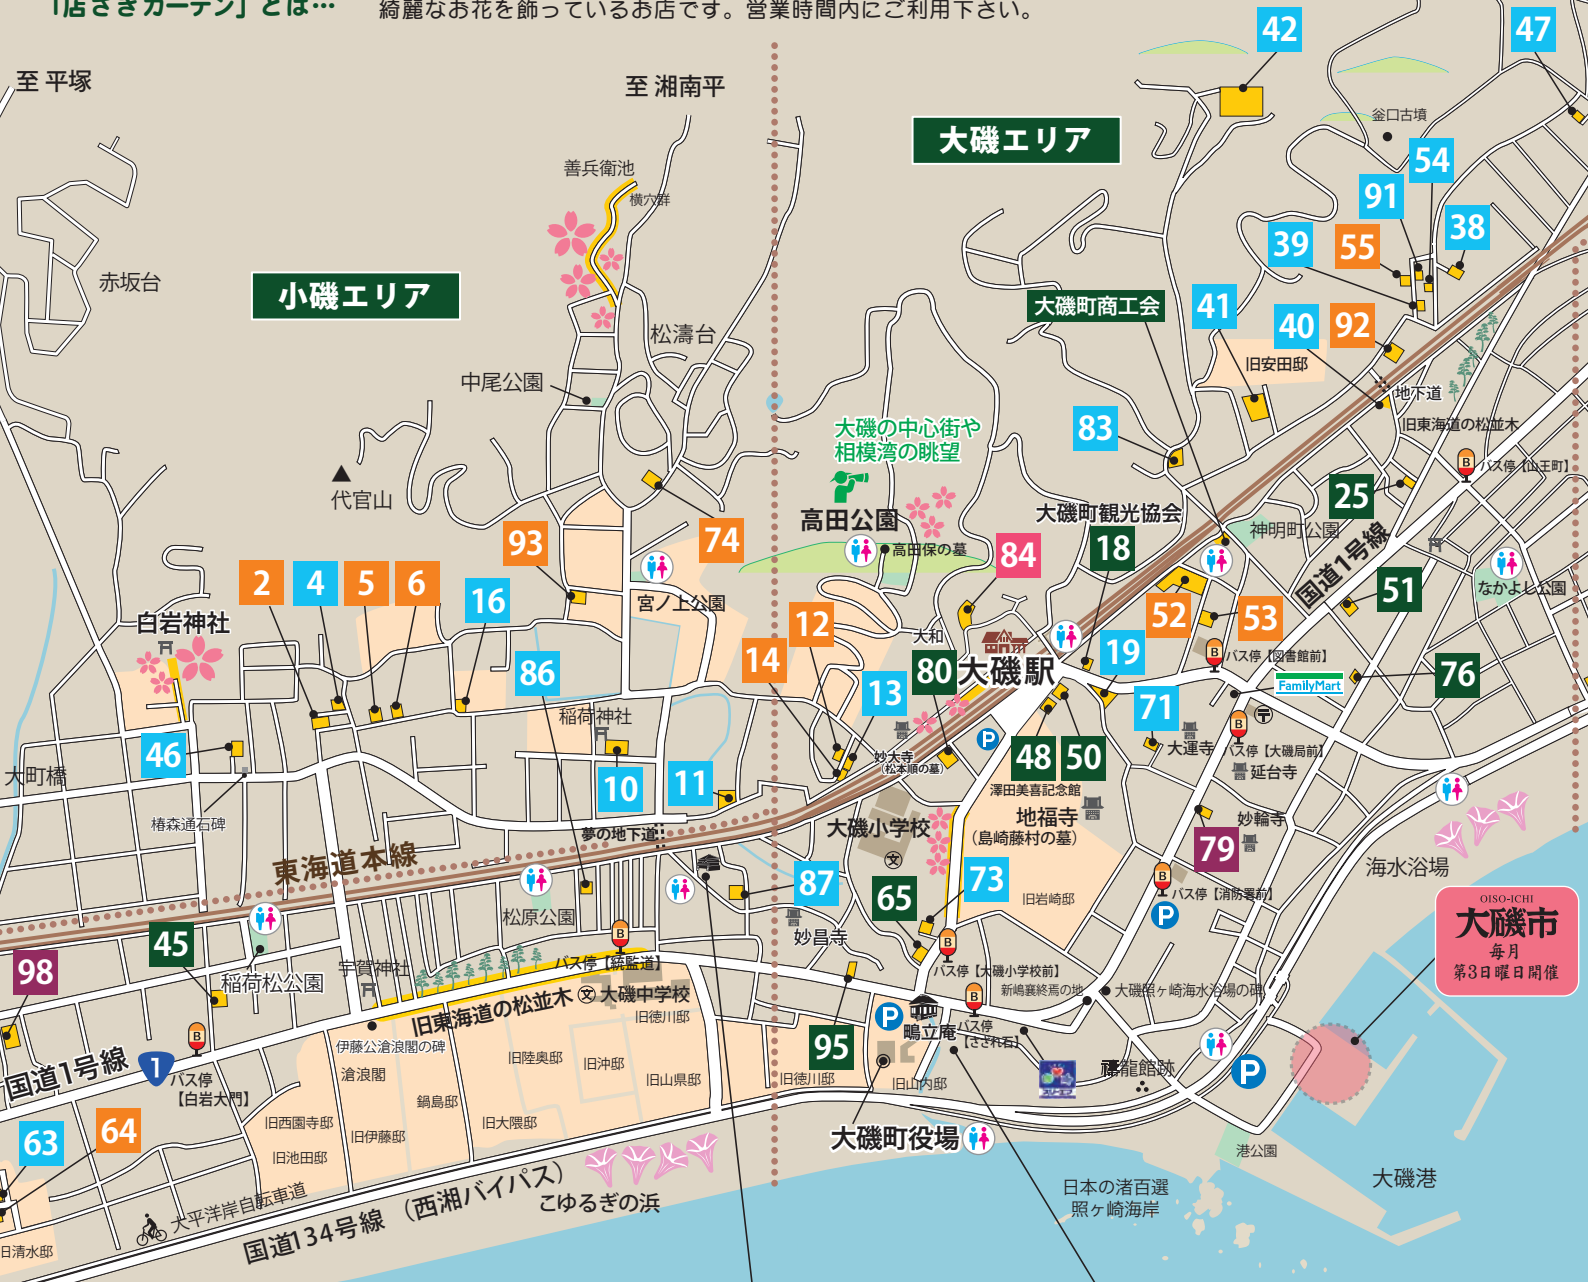 「店さきガーデン」とは…
綺麗なお花を飾っているお店です。営業時間内にご利用下さい。
至 平塚
至 湘南平
42
47
大磯エリア
釜口古墳
54
善兵衛池
横穴群
91
38
39
55
赤坂台
小磯エリア
大磯町商工会
41
40
92
松濤台
旧安田邸
中尾公園
地下道
旧東海道の松並木
大磯の中心街や
相模湾の眺望
83
バス停【山王町】
代官山
25
高田公園
大磯町観光協会
神明町公園
93
74
高田保の墓
84
18
国道1号線
2
4
5
6
16
宮ノ上公園
52
53
51
なかよし公園
白岩神社
12
大和
14
80
大磯駅
19
バス停【図書館前】
86
13
FamilyMart
76
稲荷神社
71
46
大運寺
バス停【大磯局前】
大町橋
10
11
妙大寺
(松本順の墓)
48
50
延台寺
椿森通石碑
澤田美喜記念館
夢の地下道
大磯小学校
地福寺
(島崎藤村の墓)
妙輪寺
79
東海道本線
文
海水浴場
87
65
73
旧岩崎邸
バス停【消防署前】
松原公園
OISO-ICHI
大磯市
毎月
第3日曜日開催
妙昌寺
45
98
稲荷松公園
宇賀神社
バス停【統監道】
バス停【大磯小学校前】
旧東海道の松並木
文
大磯中学校
新嶋襄終焉の地
大磯照ヶ崎海水浴場の碑
旧徳川邸
鴫立庵
バス停
【さざれ石】
国道1号線
1
バス停
【白岩大門】
伊藤公滄浪閣の碑
95
滄浪閣
旧陸奥邸
旧沖邸
旧山県邸
旧徳川邸
旧山内邸
禱龍館跡
鍋島邸
63
64
旧西園寺邸
旧伊藤邸
旧大隈邸
大磯町役場
旧池田邸
港公園
大磯港
太平洋岸自転車道
国道134号線 (西湘バイパス)
こゆるぎの浜
日本の渚百選
照ヶ崎海岸
旧清水邸